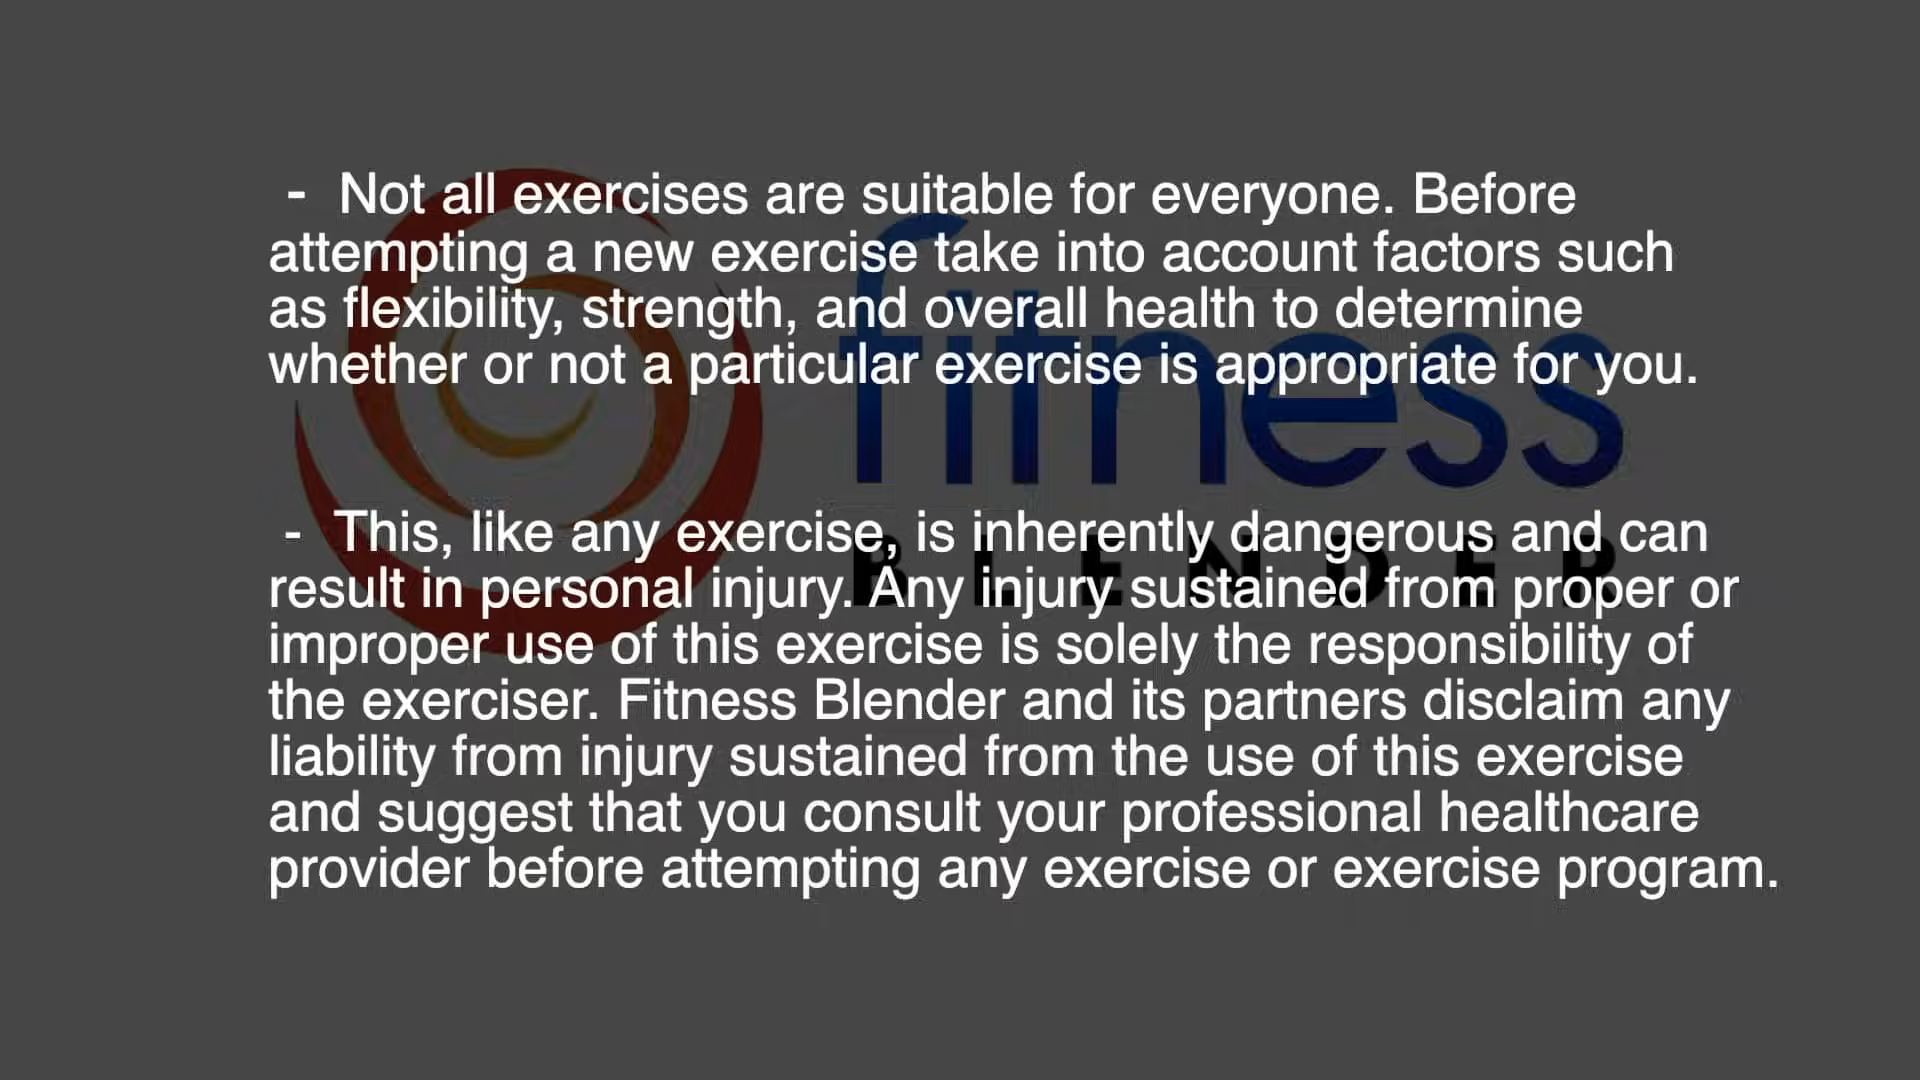 - Not all exercises are suitable for everyone. Before
attempting a new exercise take into account factors such
as flexibility, strength, and overall health to determine
whether or not a particular exercise is appropriate for you.
fitness
BLENDER
- This, like any exercise, is inherently dangerous and can
result in personal injury. Any injury sustained from proper or
improper use of this exercise is solely the responsibility of
the exerciser. Fitness Blender and its partners disclaim any
liability from injury sustained from the use of this exercise
and suggest that you consult your professional healthcare
provider before attempting any exercise or exercise program.